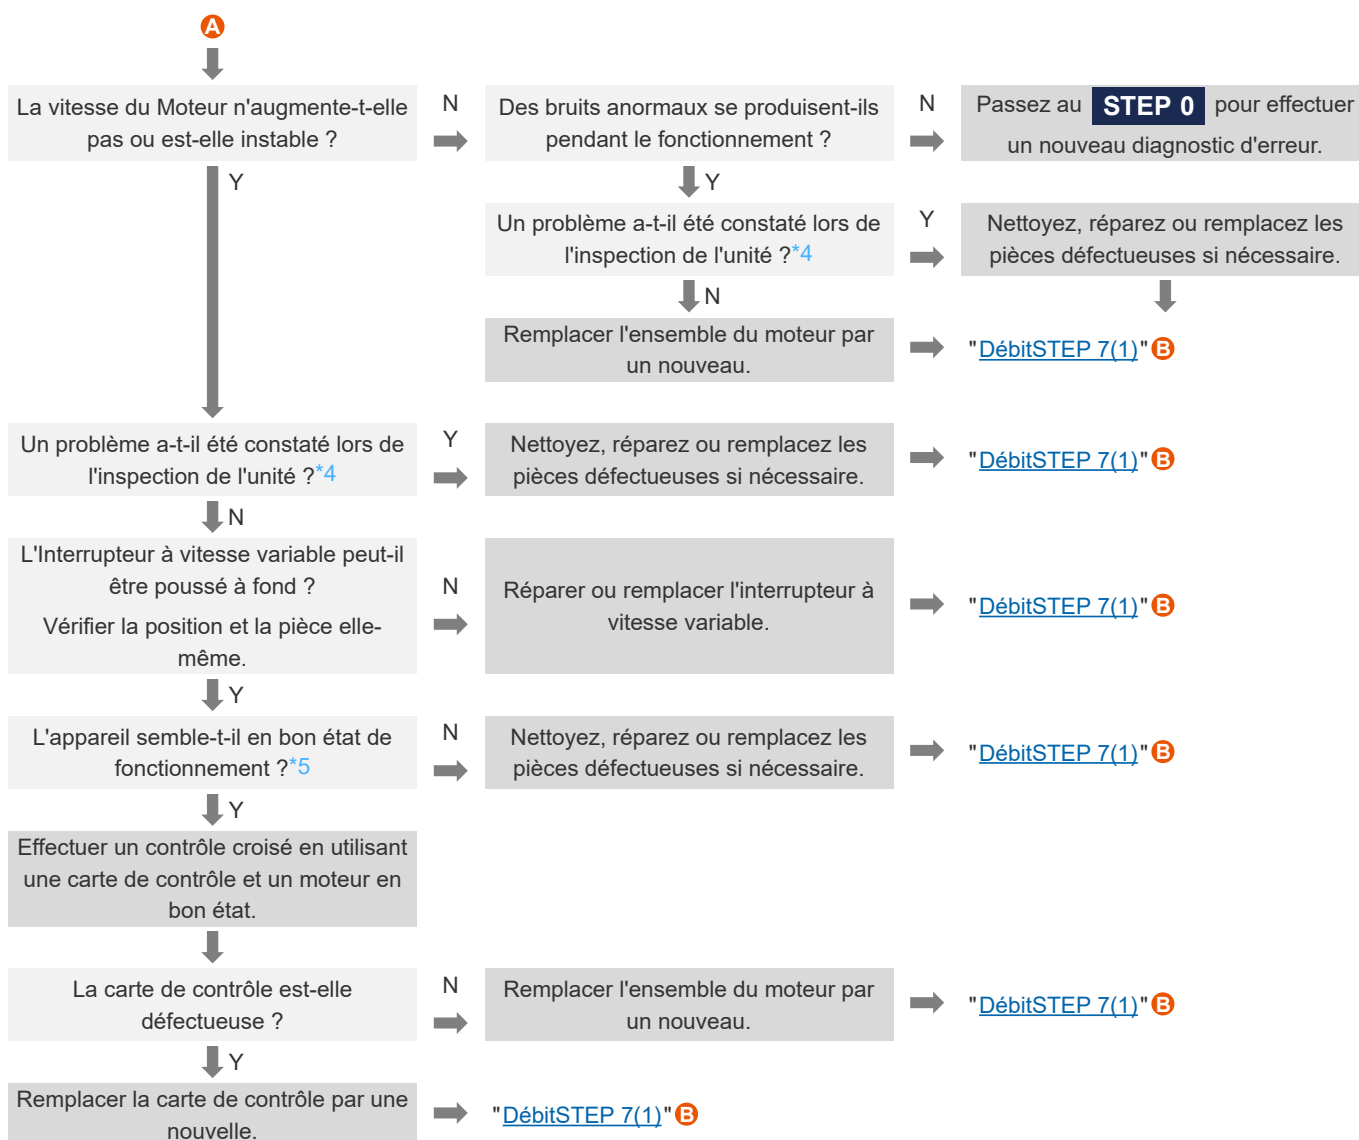 A
La vitesse du Moteur n'augmente-t-elle
pas ou est-elle instable ?
N
Des bruits anormaux se produisent-ils
pendant le fonctionnement ?
N
Passez au STEP 0 pour effectuer
un nouveau diagnostic d'erreur.
Y
Y
Un problème a-t-il été constaté lors de
l'inspection de l'unité ?*4
Y
Nettoyez, réparez ou remplacez les
pièces défectueuses si nécessaire.
N
Remplacer l'ensemble du moteur par
un nouveau.
"DébitSTEP 7(1)" B
Un problème a-t-il été constaté lors de
l'inspection de l'unité ?*4
Y
Nettoyez, réparez ou remplacez les
pièces défectueuses si nécessaire.
"DébitSTEP 7(1)" B
N
L'Interrupteur à vitesse variable peut-il
être poussé à fond ?
Vérifier la position et la pièce elle-
même.
N
Réparer ou remplacer l'interrupteur à
vitesse variable.
"DébitSTEP 7(1)" B
Y
L'appareil semble-t-il en bon état de
fonctionnement ?*5
N
Nettoyez, réparez ou remplacez les
pièces défectueuses si nécessaire.
"DébitSTEP 7(1)" B
Y
Effectuer un contrôle croisé en utilisant
une carte de contrôle et un moteur en
bon état.
La carte de contrôle est-elle
défectueuse ?
N
Remplacer l'ensemble du moteur par
un nouveau.
"DébitSTEP 7(1)" B
Y
Remplacer la carte de contrôle par une
nouvelle.
"DébitSTEP 7(1)" B